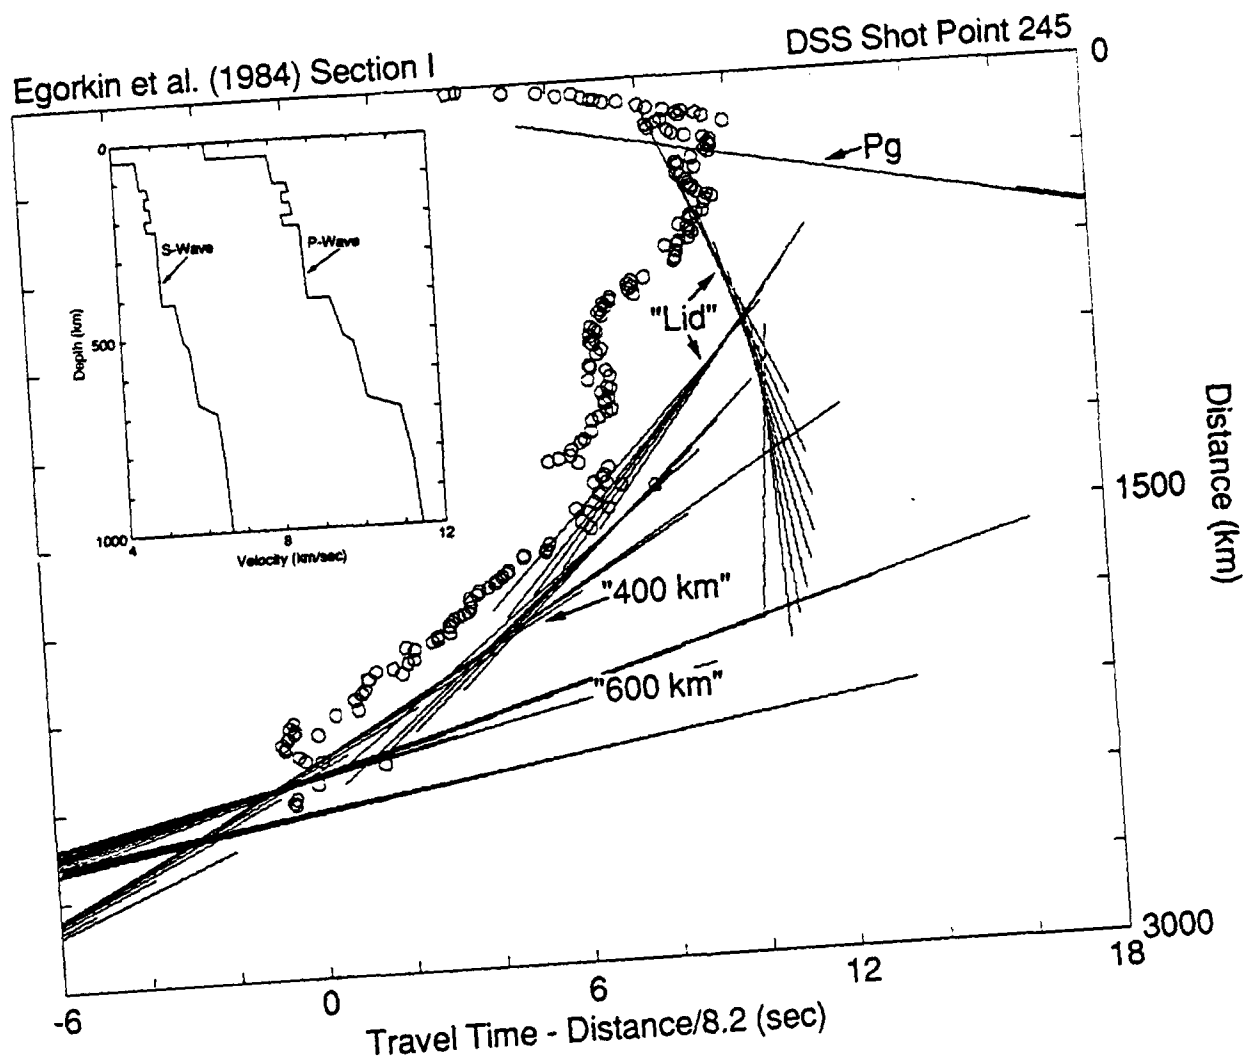 Egorkin et al. (1984) Section I
DSS Shot Point 245
0
Pg
0
S-Wave
P-Wave
"Lid"
Depth (km)
500
Distance (km)
1500
1000
4
8
12
Velocity (km/sec)
"400 km"
"600 km"
3000
-6
0
6
12
18
Travel Time - Distance/8.2 (sec)